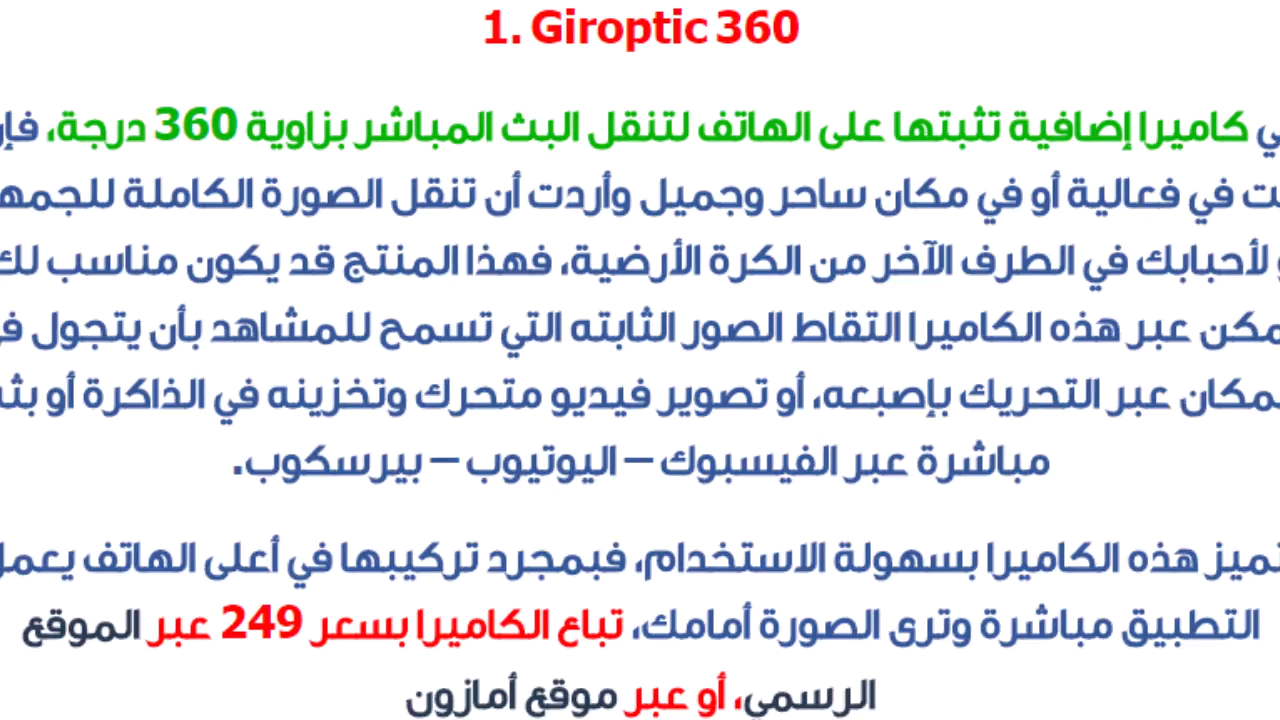 1. Giroptic 360
كاميرا إضافية تثبتها على الهاتف لتنقل البث المباشر بزاوية 360 درجة،
في فعالية أو في مكان ساحر وجميل وأردت أن تنقل الصورة الكاملة
لأحبابك في الطرف الآخر من الكرة الأرضية، فهذا المنتج قد يكون مناسب لك
عبر هذه الكاميرا التقاط الصور الثابته التي تسمح للمشاهد بأن يتجول
عبر التحريك بإصبعه، أو تصوير فيديو متحرك وتخزينه في الذاكرة أو
مباشرة عبر الفيسبوك – اليوتيوب – بيرسكوب.
هذه الكاميرا بسهولة الاستخدام، فبمجرد تركيبها في أعلى الهاتف يعمل
التطبيق مباشرة وترى الصورة أمامك، تباع الكاميرا بسعر 249 عبر الموقع
الرسمي، أو عبر موقع أمازون